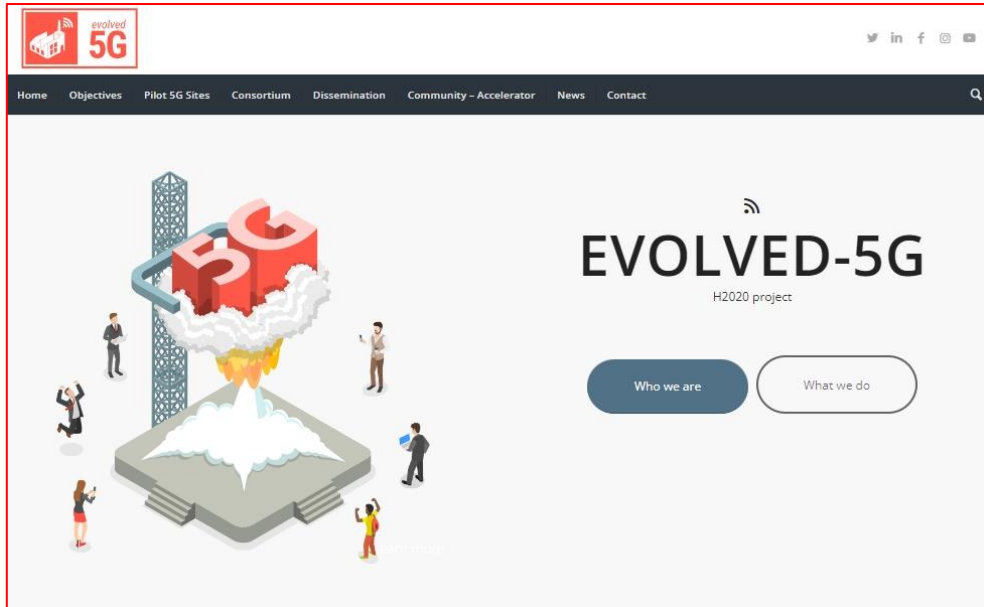 evolved
5G
Home Objectives Pilot 5G Sites Consortium Dissemination Community – Accelerator News Contact
5G
EVOLVED-5G
H2020 project
Who we are What we do